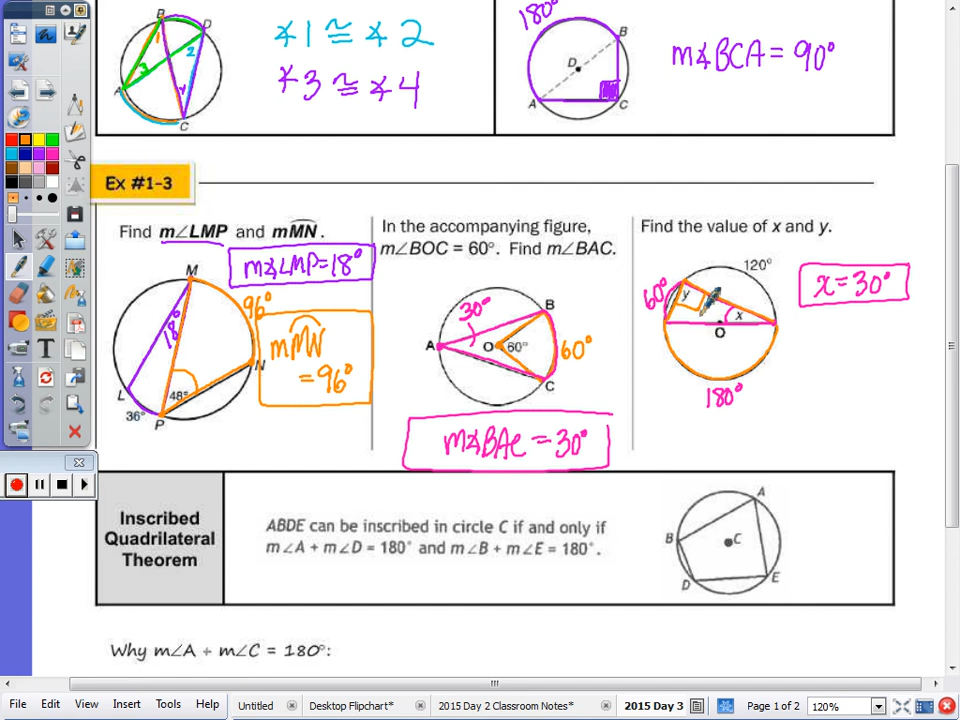 B
D
1
2
3
4
A
C
∡1 ≅ ∡2
∡3 ≅ ∡4
180°
B
D
A
C
m∡BCA = 90°
Ex #1-3
Find m∠LMP and mMN.
m∡LMP = 18°
M
18°
96°
mMN
= 96°
N
L
48°
36°
P
In the accompanying figure,
m∠BOC = 60°. Find m∠BAC.
30°
B
A
O
60°
60°
C
m∡BAC = 30°
Find the value of x and y.
120°
x = 30°
60°
y
x
O
180°
Inscribed
Quadrilateral
Theorem
ABDE can be inscribed in circle C if and only if
m∠A + m∠D = 180° and m∠B + m∠E = 180°.
A
B
C
D
E
Why m∠A + m∠C = 180°:
File Edit View Insert Tools Help Untitled Desktop Flipchart* 2015 Day 2 Classroom Notes* 2015 Day 3 Page 1 of 2 120%